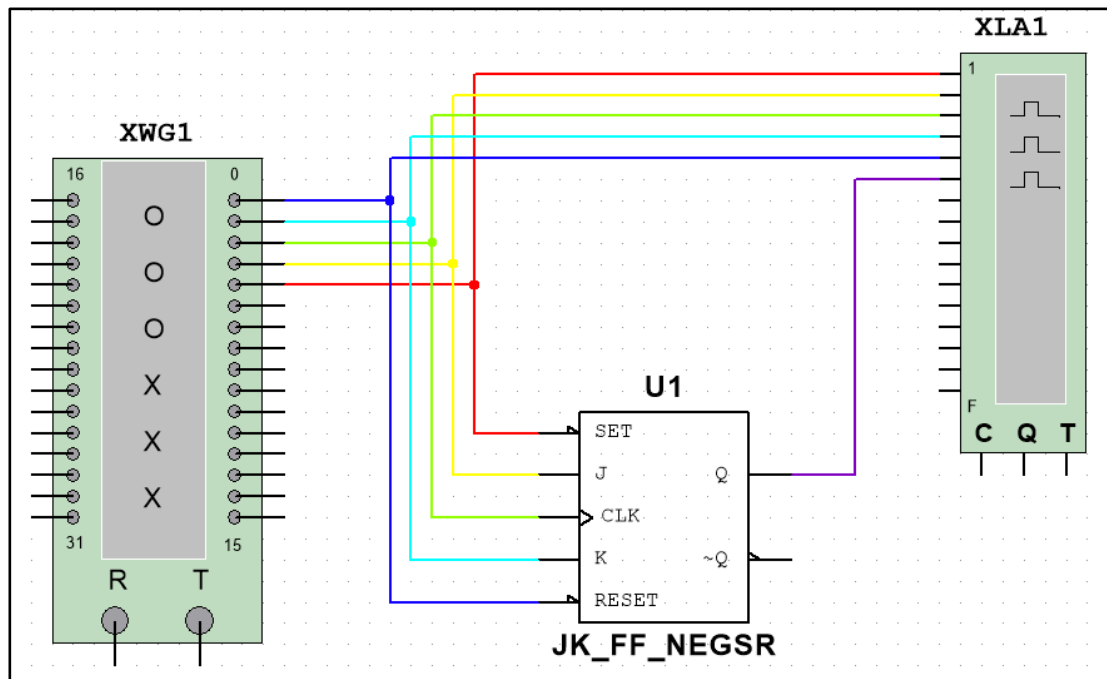 XLA1
1
XWG1
16 0
O
O
O
X
X
X
31 15
R T
F
C Q T
U1
SET
J Q
CLK
K ~Q
RESET
JK_FF_NEGSR